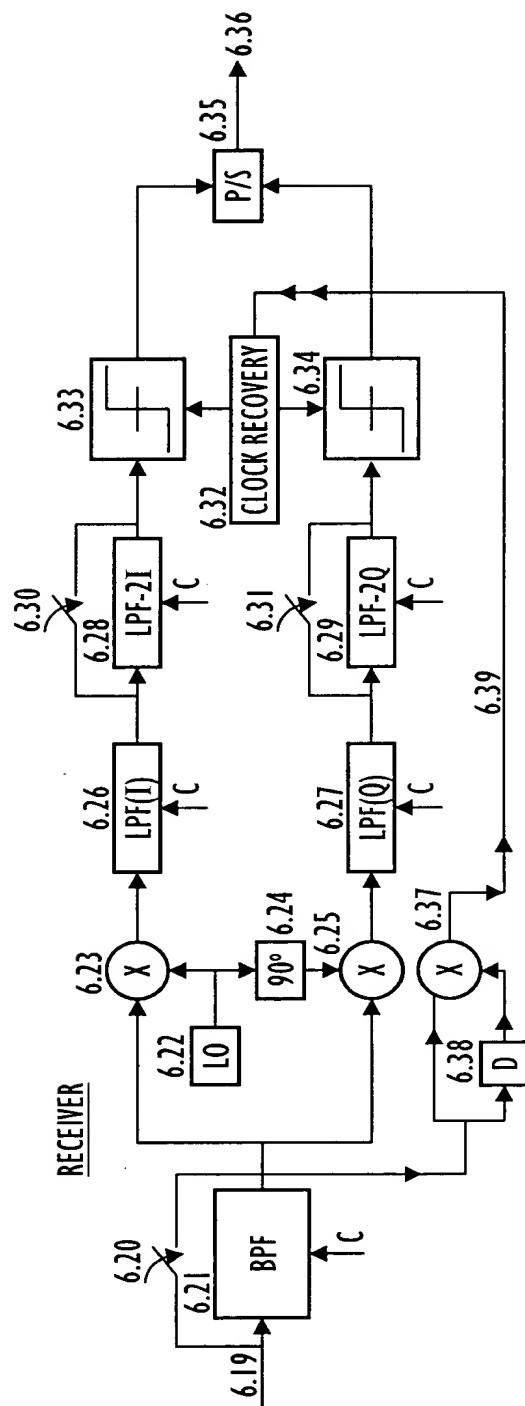 RECEIVER
6.19
6.20
6.21
BPF
C
6.22
LO
6.23
X
6.24
90°
6.25
X
6.26
LPF(I)
C
6.27
LPF(Q)
C
6.30
6.28
LPF-2I
C
6.31
6.29
LPF-2Q
C
6.32
CLOCK RECOVERY
6.33
6.34
P/S
6.35
6.36
6.37
X
6.38
D
6.39